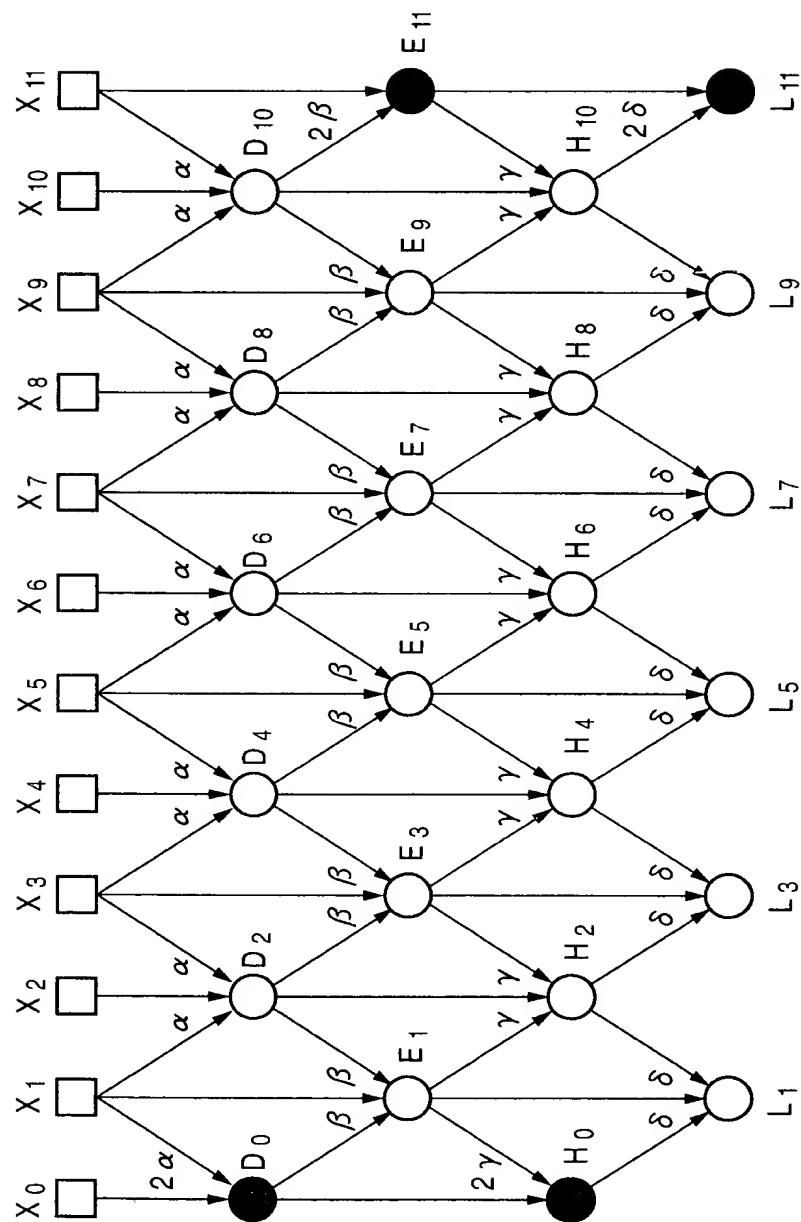 X0 X1 X2 X3 X4 X5 X6 X7 X8 X9 X10 X11
2α α α α α α α α α α α
D0 D2 D4 D6 D8 D10
β β β β β β β β β β 2β
E1 E3 E5 E7 E9 E11
2γ γ γ γ γ γ γ γ γ γ γ
H0 H2 H4 H6 H8 H10
δ δ δ δ δ δ δ δ δ δ 2δ
L1 L3 L5 L7 L9 L11